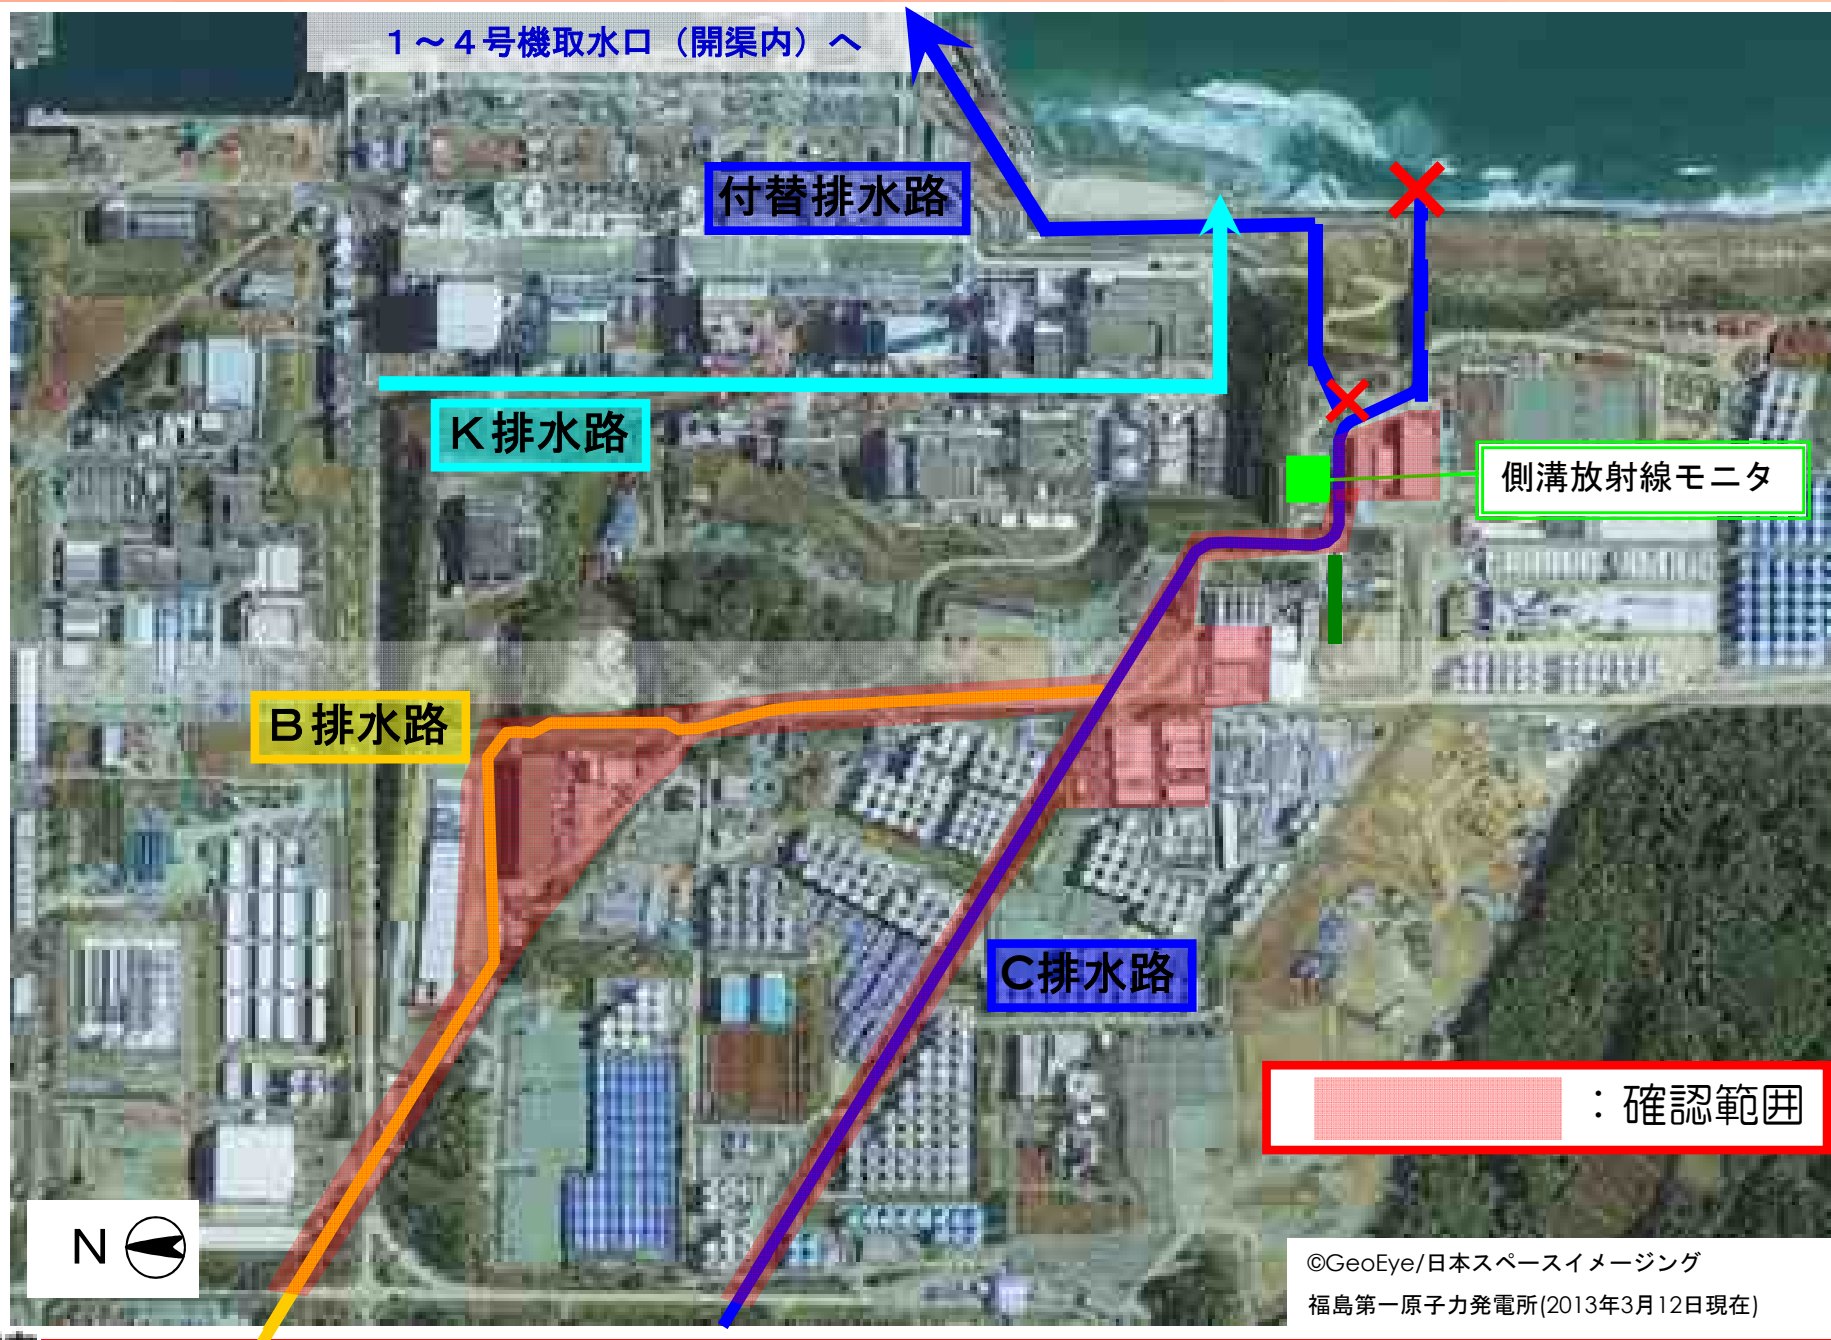 １～４号機取水口（開渠内）へ
付替排水路
Ｋ排水路
側溝放射線モニタ
Ｂ排水路
Ｃ排水路
：確認範囲
N
©GeoEye/日本スペースイメージング
福島第一原子力発電所(2013年3月12日現在)